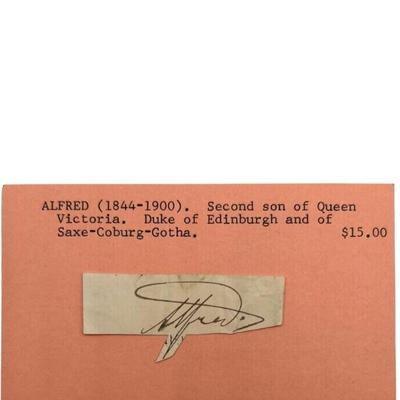 ALFRED (1844-1900). Second son of Queen
Victoria. Duke of Edinburgh and of
Saxe-Coburg-Gotha. $15.00
Alfred